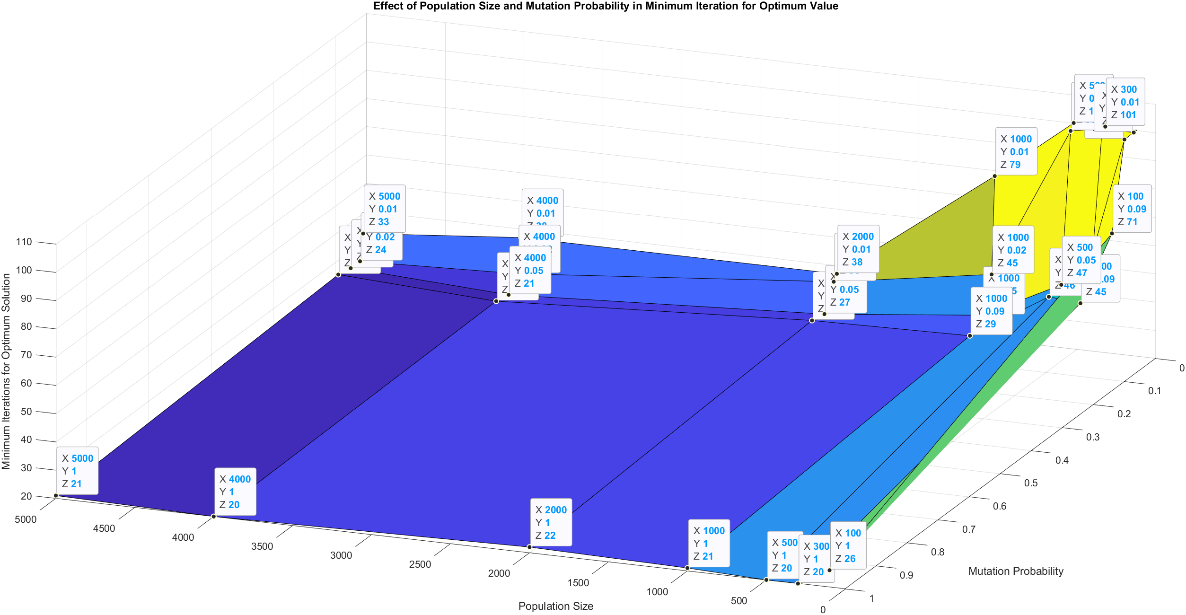 Effect of Population Size and Mutation Probability in Minimum Iteration for Optimum Value
X 300
Y 0.01
Z 101
X 1000
Y 0.01
Z 79
X 5000
Y 0.01
Z 33
X 4000
Y 0.01
X 100
Y 0.09
Z 71
Y 0.02
Z 24
X 4000
X 4000
Y 0.05
Z 21
X 2000
Y 0.01
Z 38
X 1000
Y 0.02
Z 45
X 500
Y 0.05
Z 47
Y 0.05
Z 27
X 1000
Y 0.09
Z 29
Z 45
X 5000
Y 1
Z 21
X 4000
Y 1
Z 20
X 2000
Y 1
Z 22
X 1000
Y 1
Z 21
X 500
Y 1
Z 20
X 300
Y 1
Z 20
X 100
Y 1
Z 26
Minimum Iterations for Optimum Solution
110
100
90
80
70
60
50
40
30
20
5000
4500
4000
3500
3000
2500
2000
1500
1000
500
0
Population Size
0
0.1
0.2
0.3
0.4
0.5
0.6
0.7
0.8
0.9
1
Mutation Probability